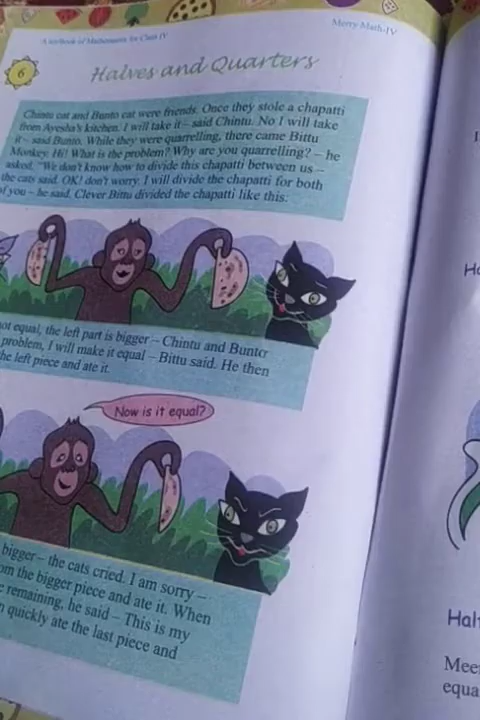 A textbook of Mathematics for Class IV
Merry Math-IV
6
Halves and Quarters
Chintu cat and Bunto cat were friends. Once they stole a chapatti
from Ayesha's kitchen. I will take it – said Chintu. No I will take
it – said Bunto. While they were quarrelling, there came Bittu
Monkey. Hi! What is the problem? Why are you quarrelling? – he
asked. "We don't know how to divide this chapatti between us –
the cats said. OK! don't worry. I will divide the chapatti for both
of you – he said. Clever Bittu divided the chapatti like this:
not equal, the left part is bigger – Chintu and Bunto
problem, I will make it equal – Bittu said. He then
the left piece and ate it.
Now is it equal?
bigger – the cats cried. I am sorry –
the bigger piece and ate it. When
remaining, he said – This is my
quickly ate the last piece and